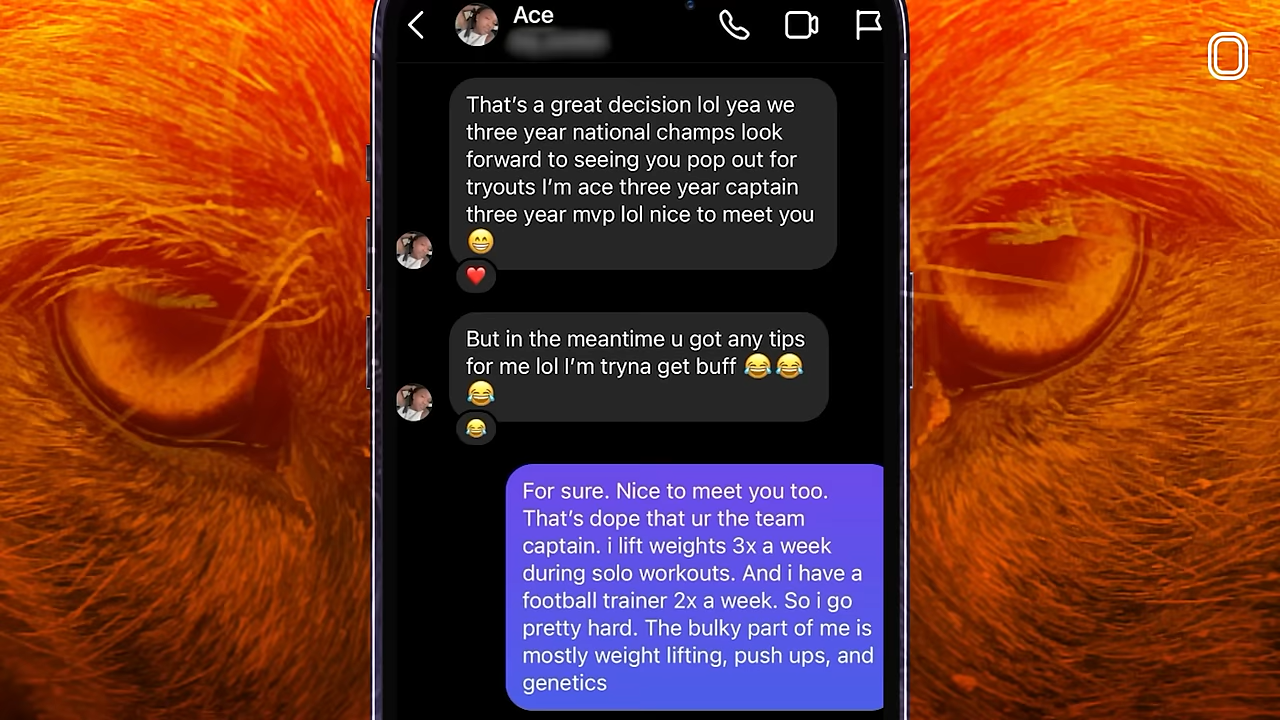 Ace
That’s a great decision lol yea we
three year national champs look
forward to seeing you pop out for
tryouts I’m ace three year captain
three year mvp lol nice to meet you
😁
❤️
But in the meantime u got any tips
for me lol I’m tryna get buff 😂😂
😂
😂
For sure. Nice to meet you too.
That’s dope that ur the team
captain. i lift weights 3x a week
during solo workouts. And i have a
football trainer 2x a week. So i go
pretty hard. The bulky part of me is
mostly weight lifting, push ups, and
genetics